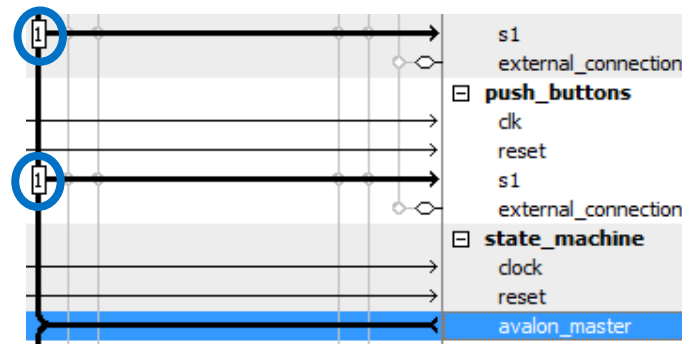 1 s1
external_connection
push_buttons
clk
reset
1 s1
external_connection
state_machine
clock
reset
avalon_master